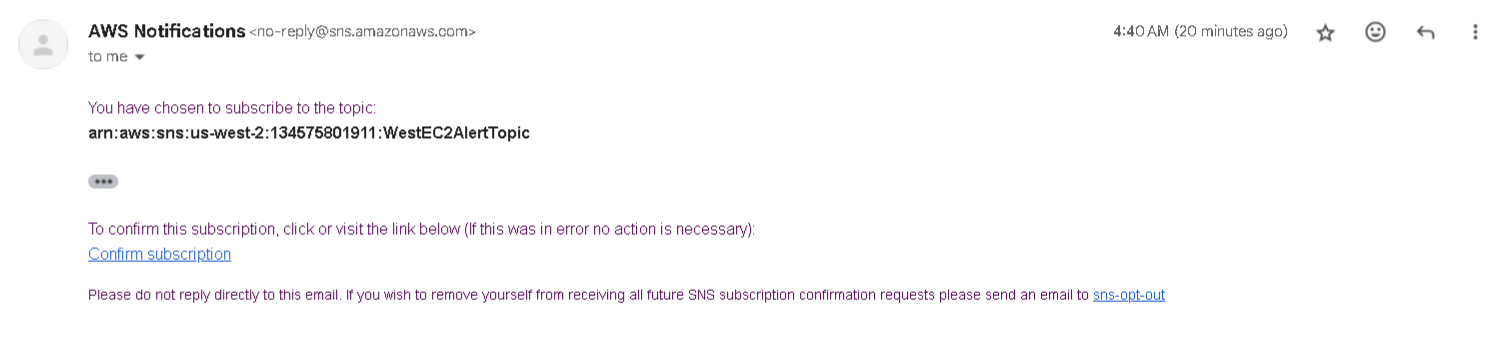 AWS Notifications <no-reply@sns.amazonaws.com> 4:40 AM (20 minutes ago)
to me
You have chosen to subscribe to the topic:
arn:aws:sns:us-west-2:134575801911:WestEC2AlertTopic
•••
To confirm this subscription, click or visit the link below (If this was in error no action is necessary):
Confirm subscription
Please do not reply directly to this email. If you wish to remove yourself from receiving all future SNS subscription confirmation requests please send an email to sns-opt-out